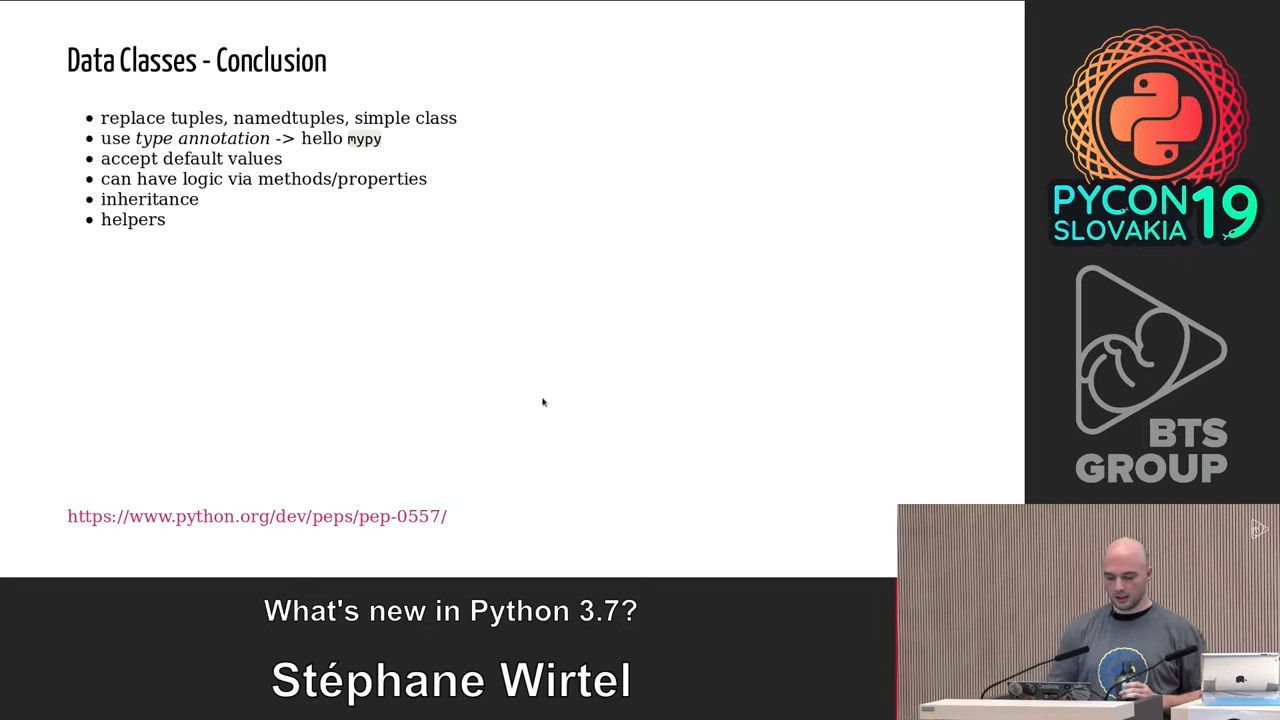 Data Classes - Conclusion
replace tuples, namedtuples, simple class
use type annotation -> hello mypy
accept default values
can have logic via methods/properties
inheritance
helpers
https://www.python.org/dev/peps/pep-0557/
PYCON 19
SLOVAKIA
BTS
GROUP
What's new in Python 3.7?
Stéphane Wirtel